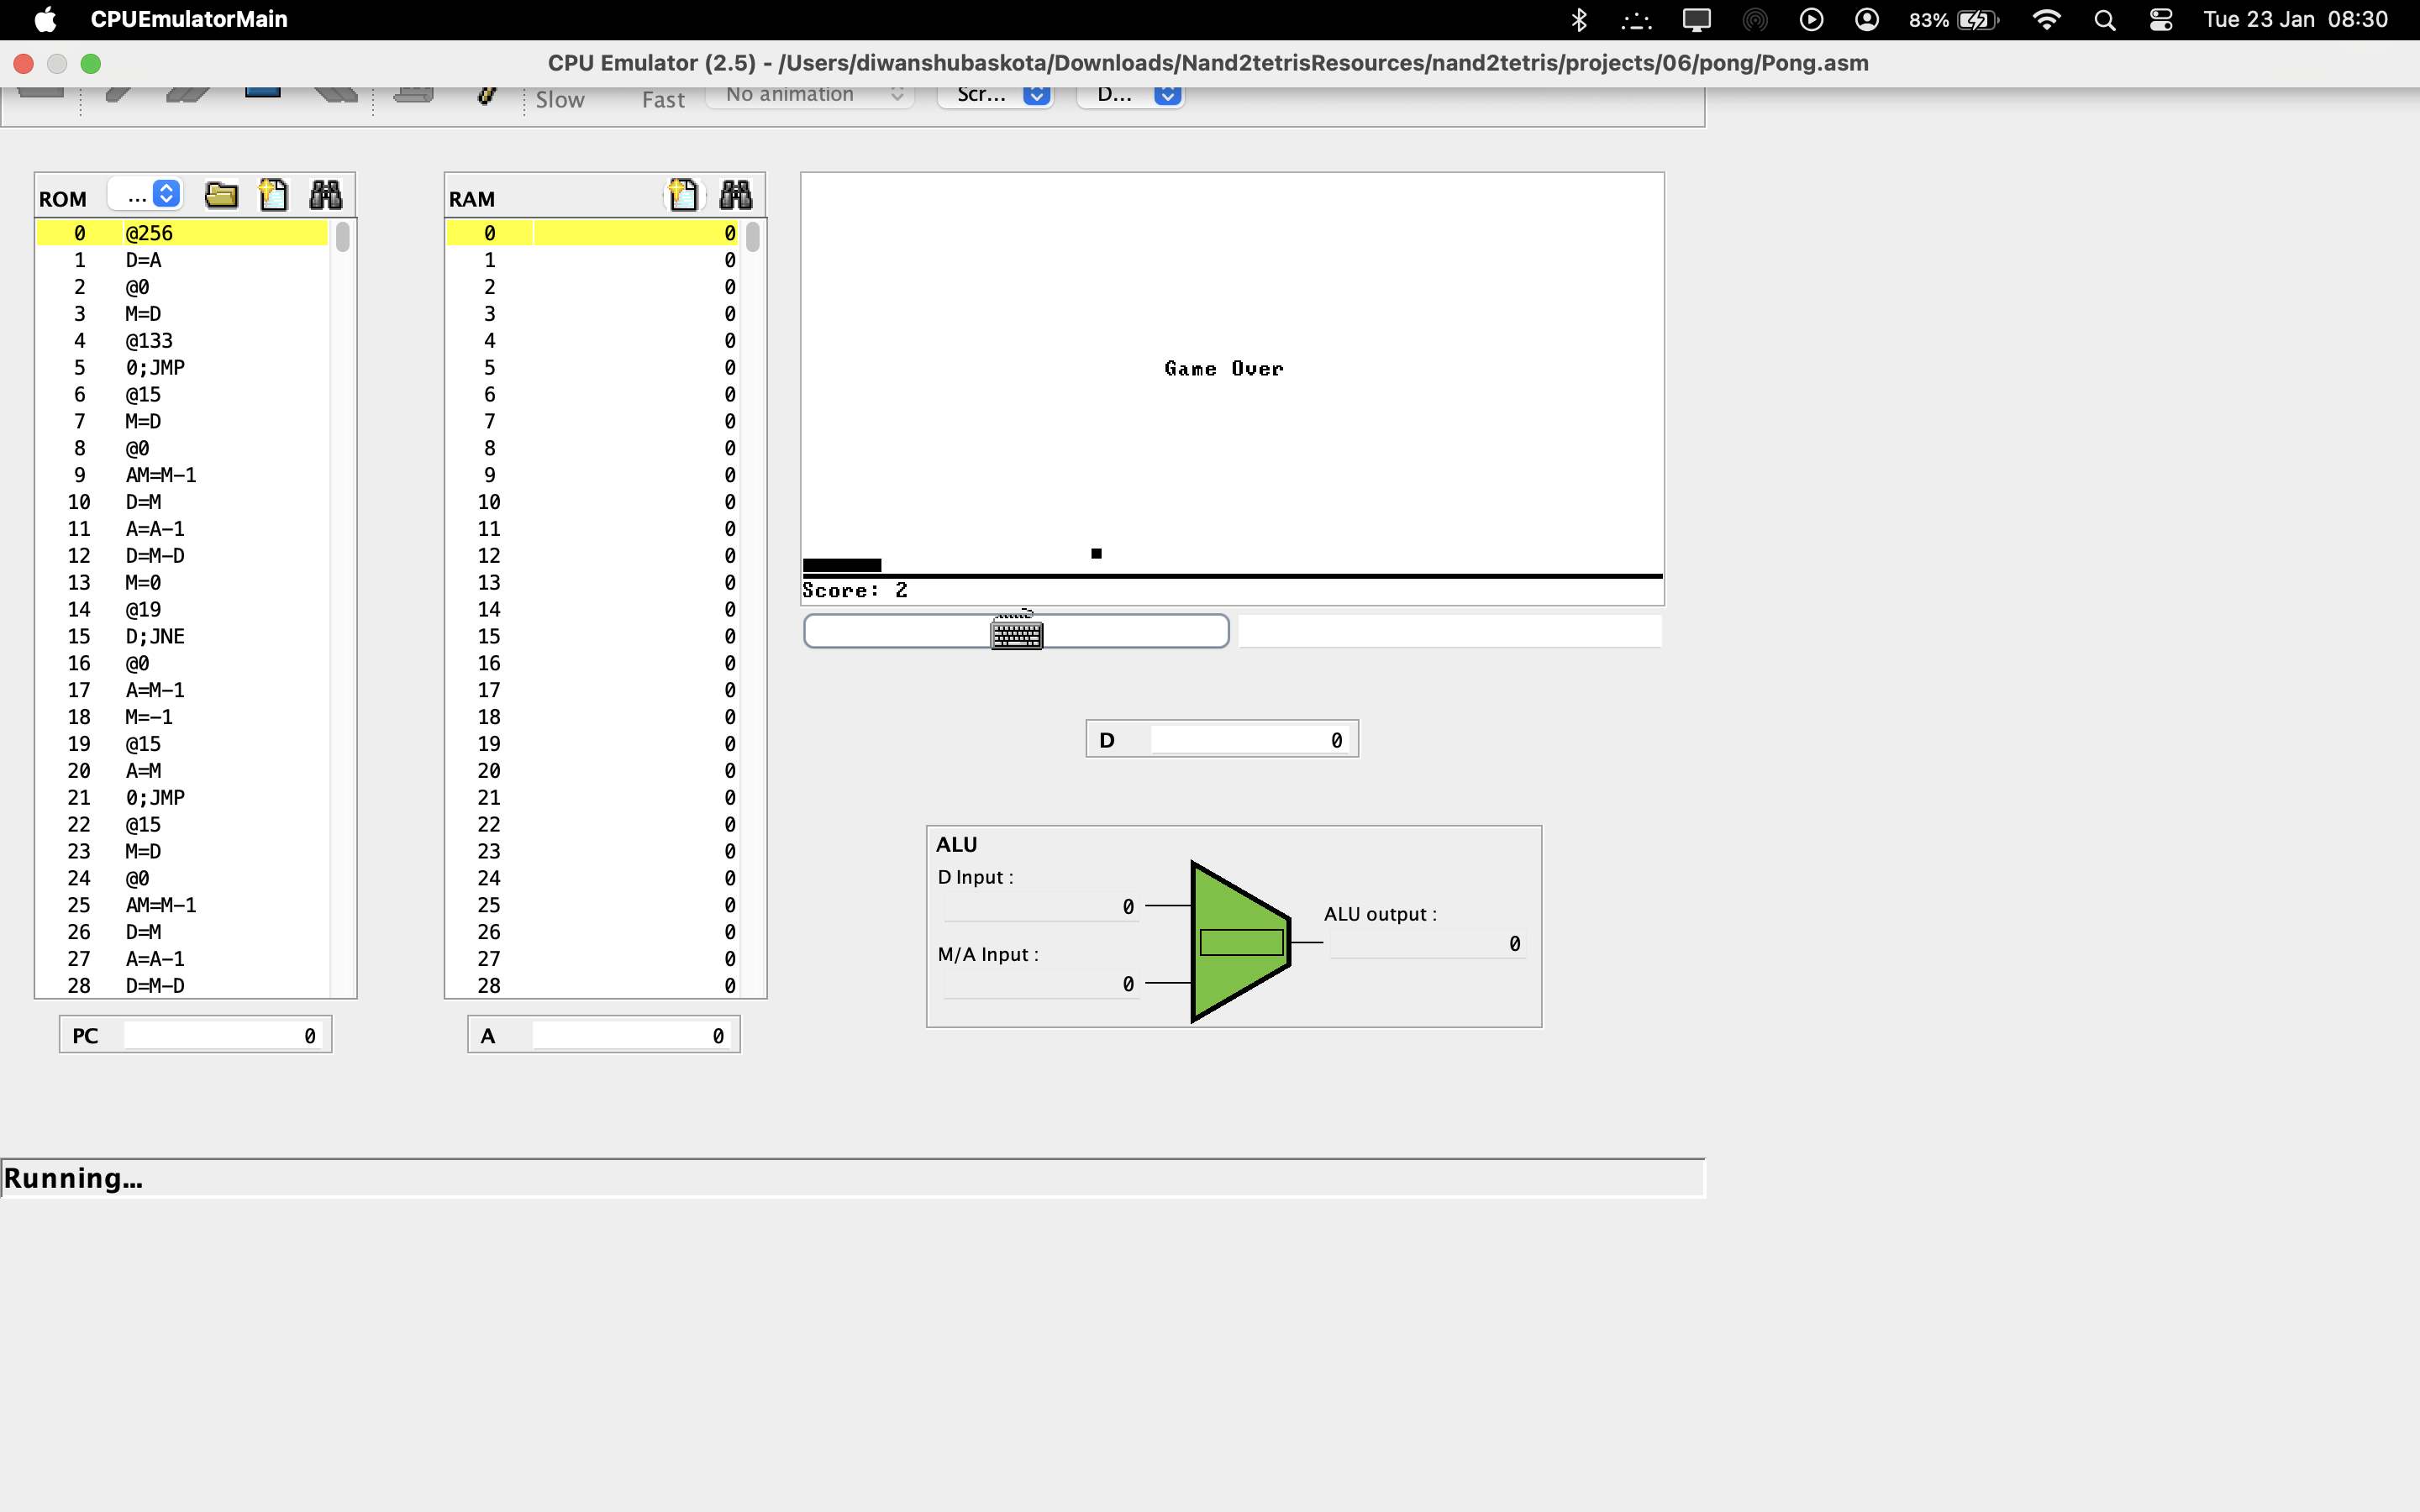 CPUEmulatorMain
83%
Tue 23 Jan 08:30
CPU Emulator (2.5) - /Users/diwanshubaskota/Downloads/Nand2tetrisResources/nand2tetris/projects/06/pong/Pong.asm
Slow Fast No animation Scr... D...
ROM ...
0 @256
1 D=A
2 @0
3 M=D
4 @133
5 0;JMP
6 @15
7 M=D
8 @0
9 AM=M-1
10 D=M
11 A=A-1
12 D=M-D
13 M=0
14 @19
15 D;JNE
16 @0
17 A=M-1
18 M=-1
19 @15
20 A=M
21 0;JMP
22 @15
23 M=D
24 @0
25 AM=M-1
26 D=M
27 A=A-1
28 D=M-D
PC 0
RAM
0 0
1 0
2 0
3 0
4 0
5 0
6 0
7 0
8 0
9 0
10 0
11 0
12 0
13 0
14 0
15 0
16 0
17 0
18 0
19 0
20 0
21 0
22 0
23 0
24 0
25 0
26 0
27 0
28 0
A 0
Game Over
Score: 2
D 0
ALU
D Input :
0
M/A Input :
0
ALU output :
0
Running...